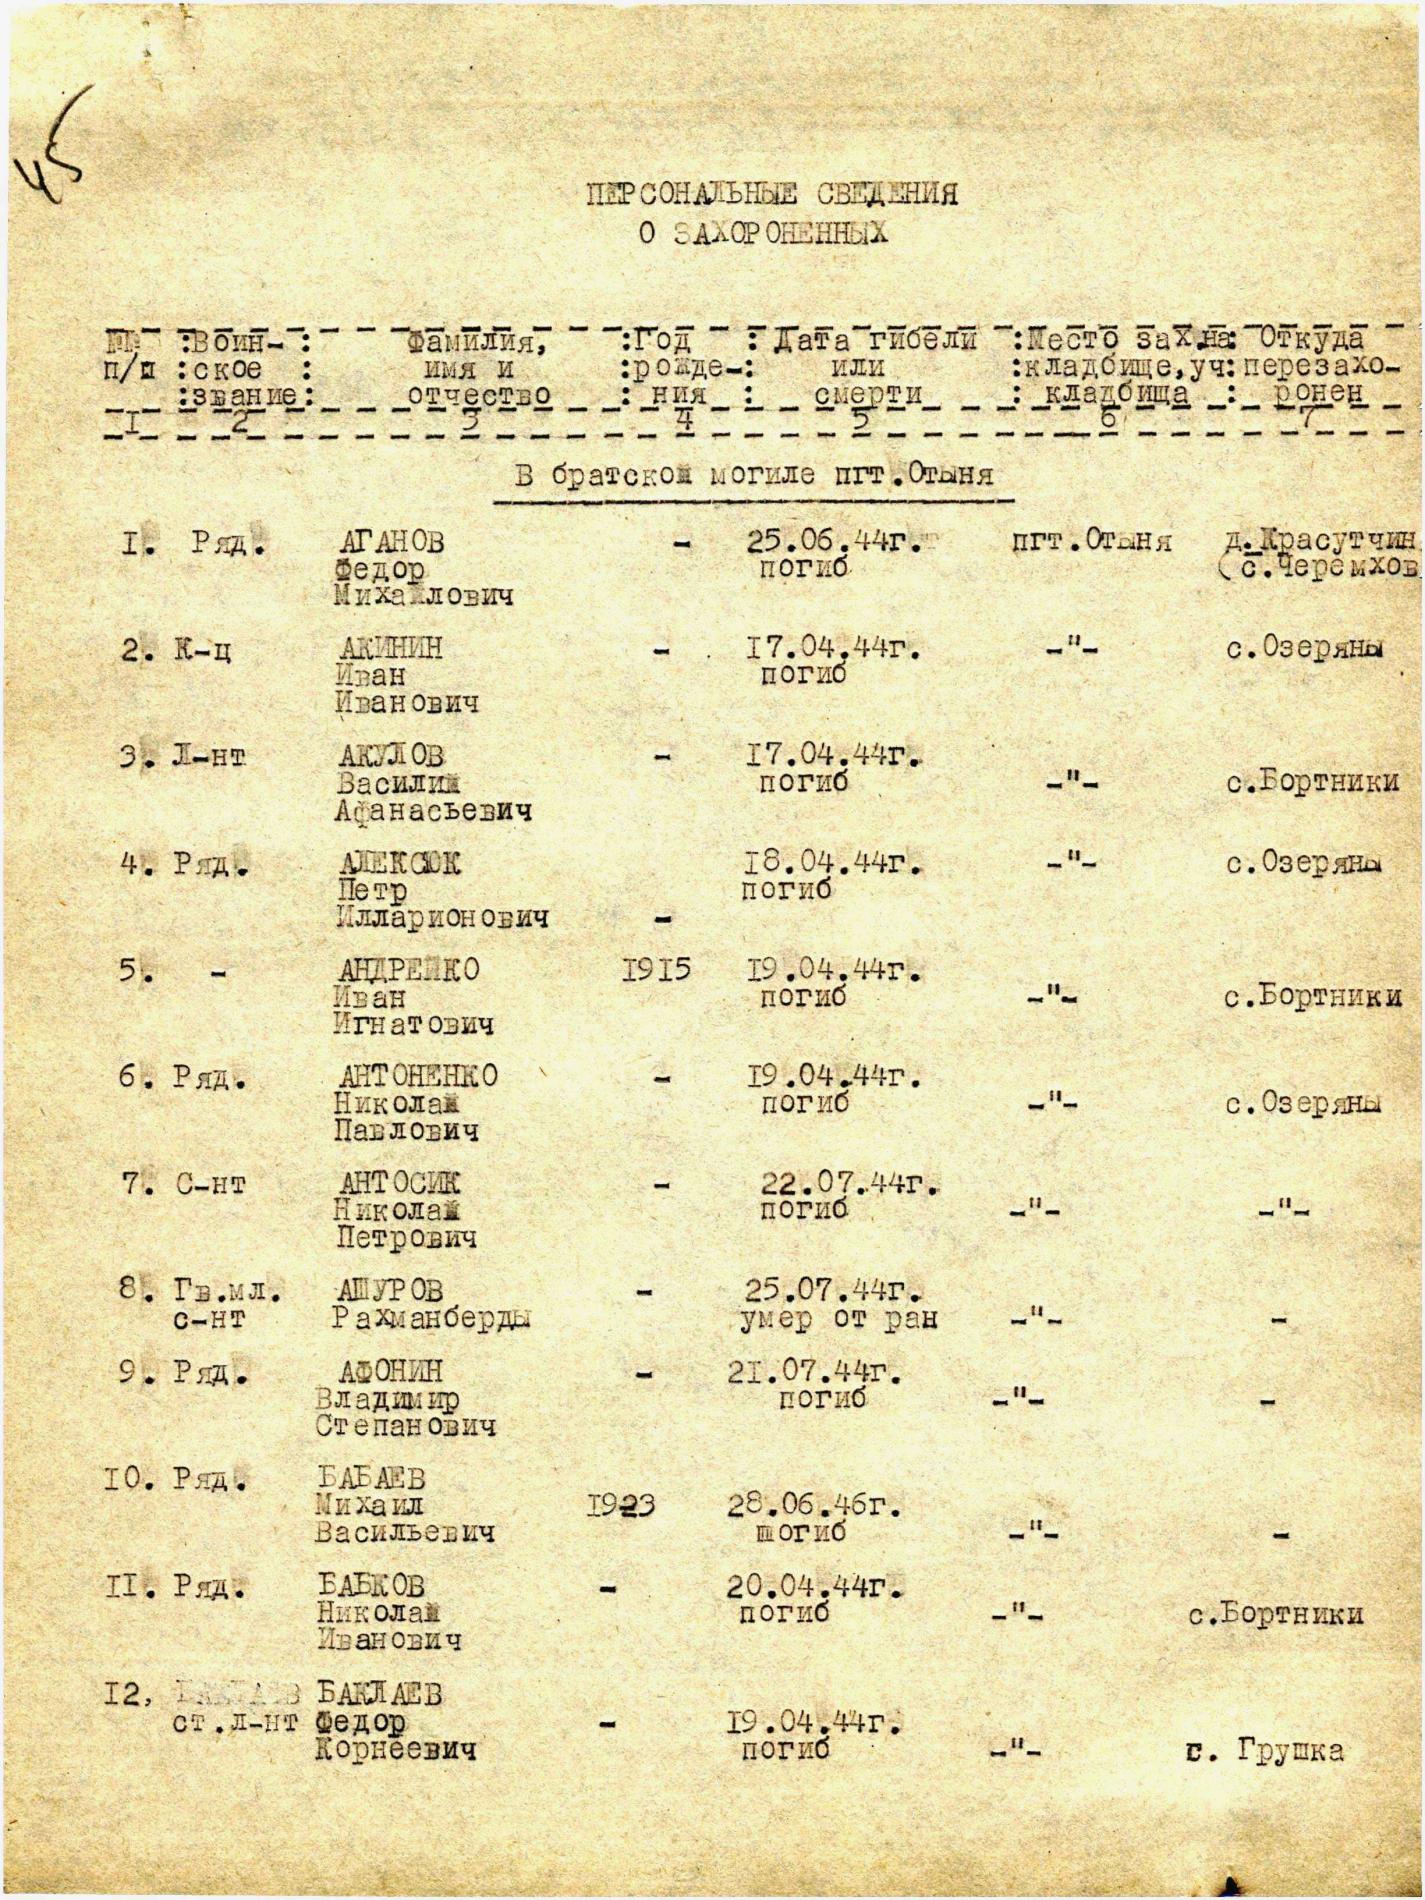 45
ПЕРСОНАЛЬНЫЕ СВЕДЕНИЯ
О ЗАХОРОНЕННЫХ
№№ :Воин- : Фамилия, :Год : Дата гибели :Место зах.на: Откуда
п/п :ское : имя и :рожде-: или :кладбище,уч: перезахо-
:звание: отчество : ния : смерти : кладбища : ронен
I 2 3 4 5 6 7
В братской могиле пгт.Отыня
I. Ряд. АГАНОВ - 25.06.44г. пгт.Отыня д.Красутчин
Федор погиб (с.Черемхов
Михайлович
2. К-ц АКИНИН - 17.04.44г. -"- с.Озеряны
Иван погиб
Иванович
3. Л-нт АКУЛОВ - 17.04.44г.
Василий погиб -"- с.Бортники
Афанасьевич
4. Ряд. АЛЕКСЮК 18.04.44г. -"- с.Озеряны
Петр погиб
Илларионович -
5. - АНДРЕЙКО 1915 19.04.44г.
Иван погиб -"- с.Бортники
Игнатович
6. Ряд. АНТОНЕНКО - 19.04.44г.
Николай погиб -"- с.Озеряны
Павлович
7. С-нт АНТОСИК - 22.07.44г.
Николай погиб -"- -"-
Петрович
8. Гв.мл. АШУРОВ - 25.07.44г.
с-нт Рахманберды умер от ран -"- -
9. Ряд. АФОНИН - 21.07.44г.
Владимир погиб -"- -
Степанович
10. Ряд. БАБАЕВ
Михаил 1923 28.06.46г.
Васильевич погиб -"- -
11. Ряд. БАБКОВ - 20.04.44г.
Николай погиб -"- с.Бортники
Иванович
12, БАКЛАЕВ
ст.л-нт Федор - 19.04.44г.
Корнеевич погиб -"- с. Грушка